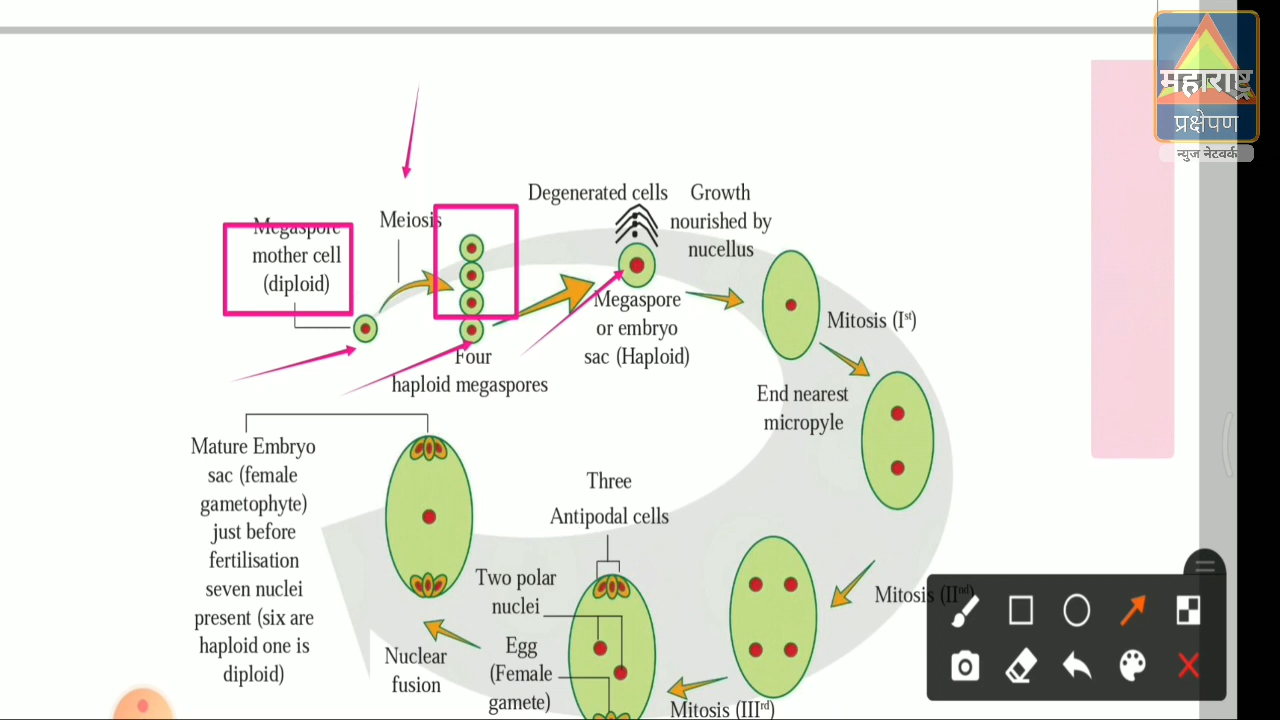 महाराष्ट्र
प्रक्षेपण
न्युज नेटवर्क
Degenerated cells
Growth
nourished by
nucellus
Meiosis
Megaspore
mother cell
(diploid)
Megaspore
or embryo
sac (Haploid)
Mitosis (Ist)
Four
haploid megaspores
End nearest
micropyle
Mature Embryo
sac (female
gametophyte)
just before
fertilisation
seven nuclei
present (six are
haploid one is
diploid)
Three
Antipodal cells
Two polar
nuclei
Mitosis (IInd)
Egg
(Female
gamete)
Nuclear
fusion
Mitosis (IIIrd)